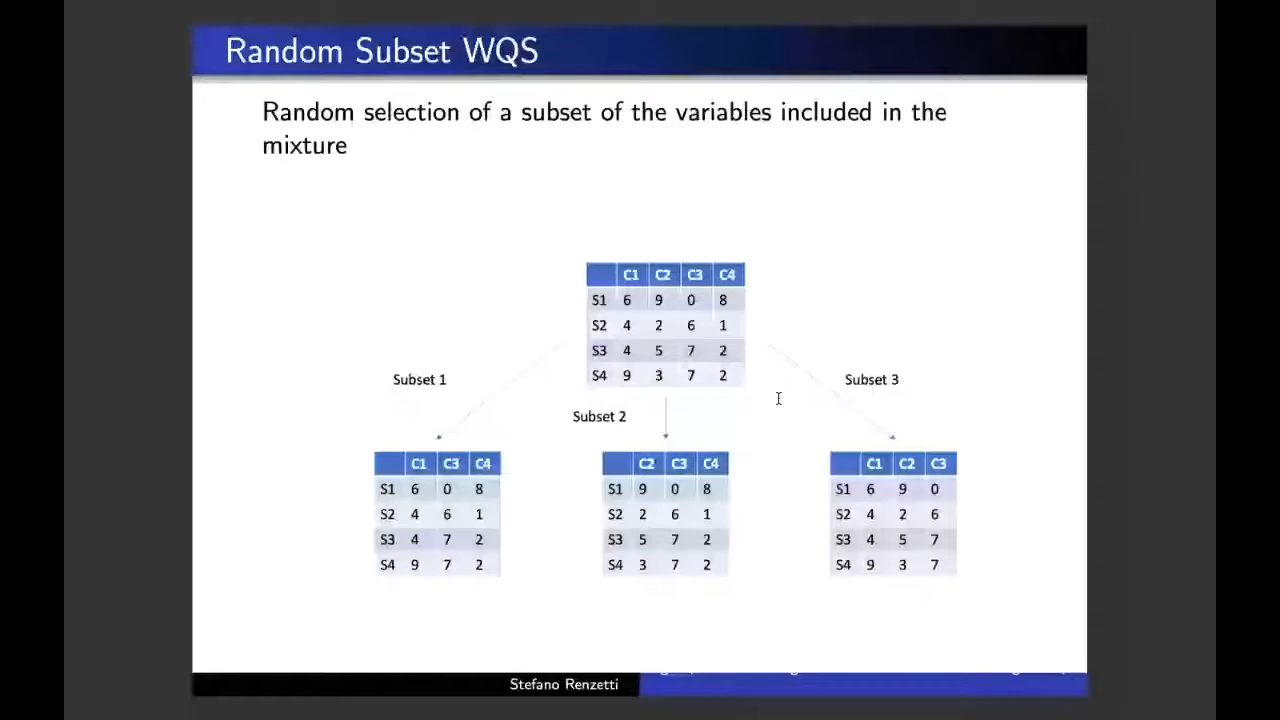 Random Subset WQS
Random selection of a subset of the variables included in the
mixture
C1 C2 C3 C4
S1 6 9 0 8
S2 4 2 6 1
S3 4 5 7 2
S4 9 3 7 2
Subset 1
Subset 2
Subset 3
C1 C3 C4
S1 6 0 8
S2 4 6 1
S3 4 7 2
S4 9 7 2
C2 C3 C4
S1 9 0 8
S2 2 6 1
S3 5 7 2
S4 3 7 2
C1 C2 C3
S1 6 9 0
S2 4 2 6
S3 4 5 7
S4 9 3 7
Stefano Renzetti